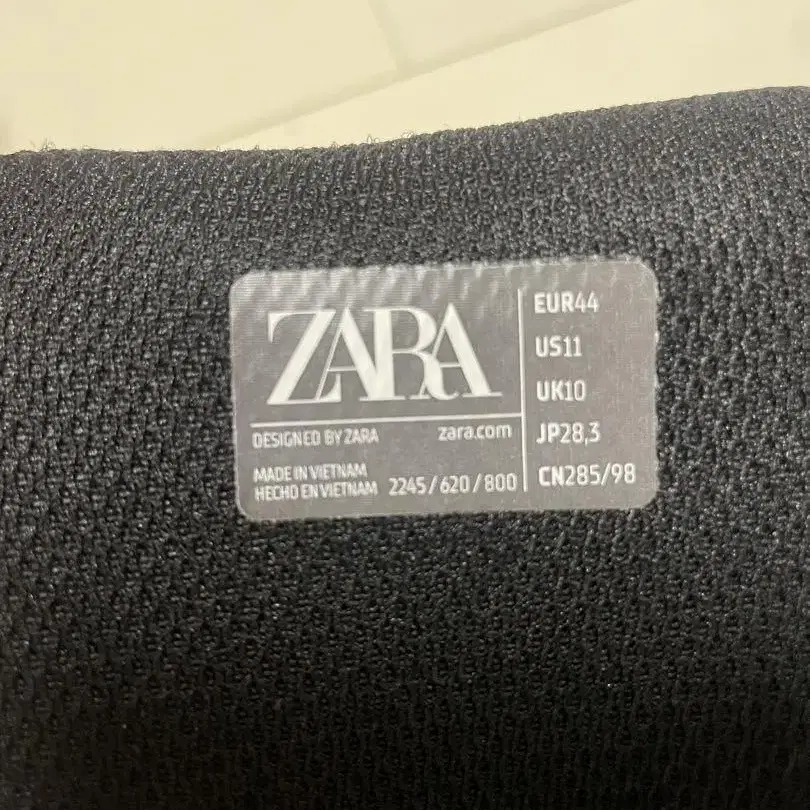 ZARA
DESIGNED BY ZARA zara.com
MADE IN VIETNAM
HECHO EN VIETNAM 2245/620/800
EUR44
US11
UK10
JP28,3
CN285/98